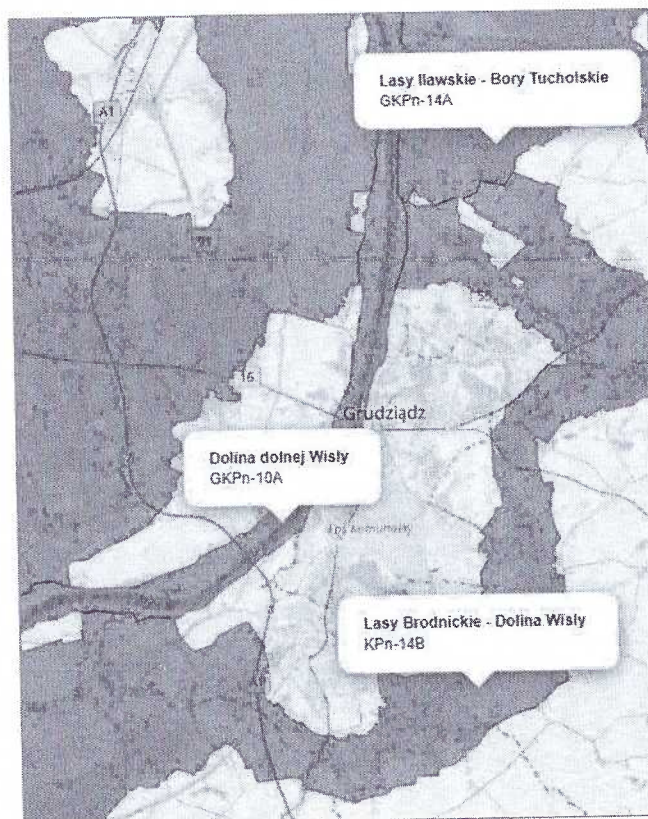 Lasy Iławskie - Bory Tucholskie
GKPn-14A
A1
91
55
16
Grudziądz
Dolina dolnej Wisły
GKPn-10A
Lasy Brodnickie - Dolina Wisły
KPn-14B